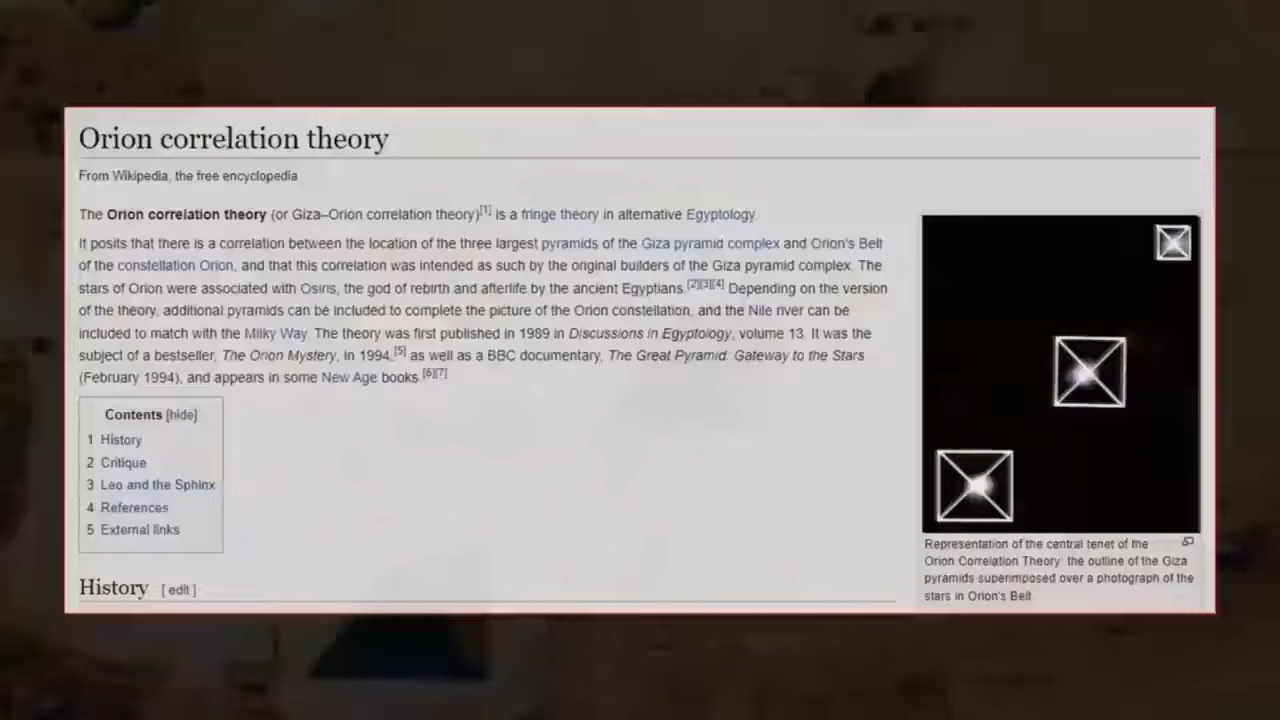 Orion correlation theory
From Wikipedia, the free encyclopedia
The Orion correlation theory (or Giza–Orion correlation theory)[1] is a fringe theory in alternative Egyptology.
It posits that there is a correlation between the location of the three largest pyramids of the Giza pyramid complex and Orion's Belt
of the constellation Orion, and that this correlation was intended as such by the original builders of the Giza pyramid complex. The
stars of Orion were associated with Osiris, the god of rebirth and afterlife by the ancient Egyptians.[2][3][4] Depending on the version
of the theory, additional pyramids can be included to complete the picture of the Orion constellation, and the Nile river can be
included to match with the Milky Way. The theory was first published in 1989 in Discussions in Egyptology, volume 13. It was the
subject of a bestseller, The Orion Mystery, in 1994,[5] as well as a BBC documentary, The Great Pyramid: Gateway to the Stars
(February 1994), and appears in some New Age books.[6][7]
Contents [hide]
1 History
2 Critique
3 Leo and the Sphinx
4 References
5 External links
History [ edit ]
Representation of the central tenet of the
Orion Correlation Theory: the outline of the Giza
pyramids superimposed over a photograph of the
stars in Orion's Belt